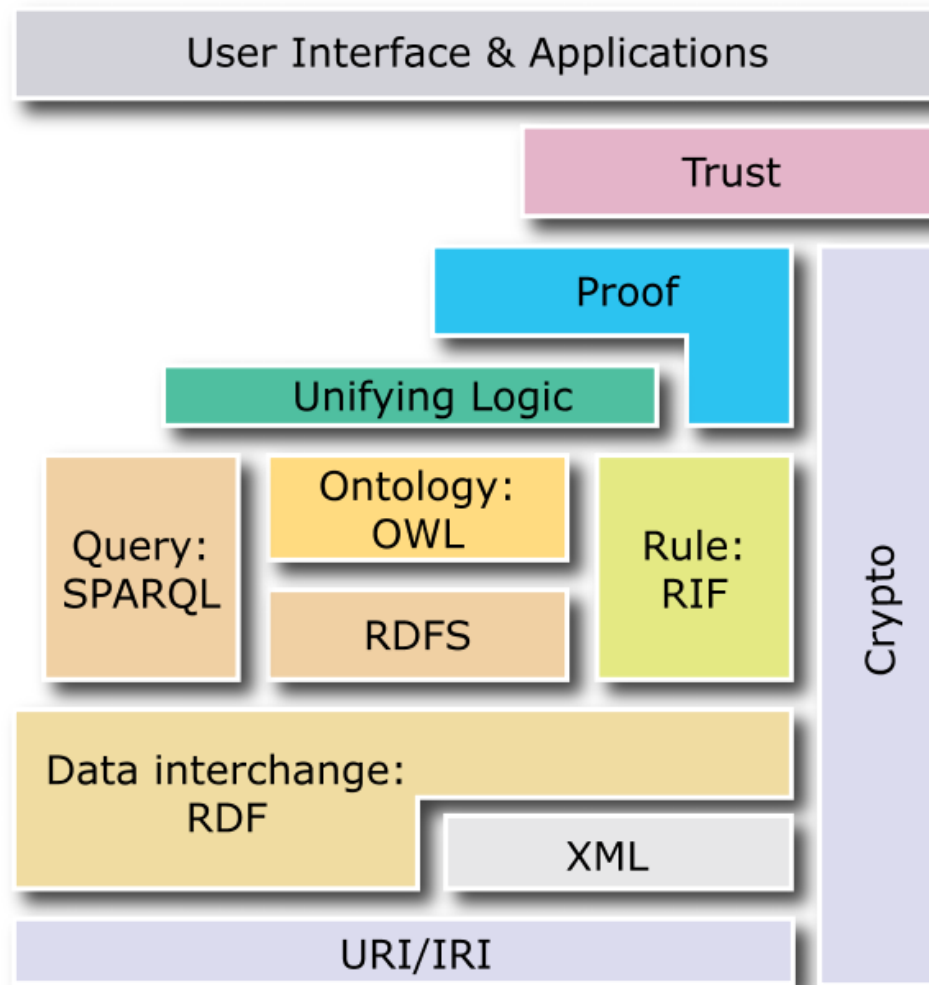 User Interface & Applications
Trust
Proof
Unifying Logic
Query:
SPARQL
Ontology:
OWL
RDFS
Rule:
RIF
Crypto
Data interchange:
RDF
XML
URI/IRI